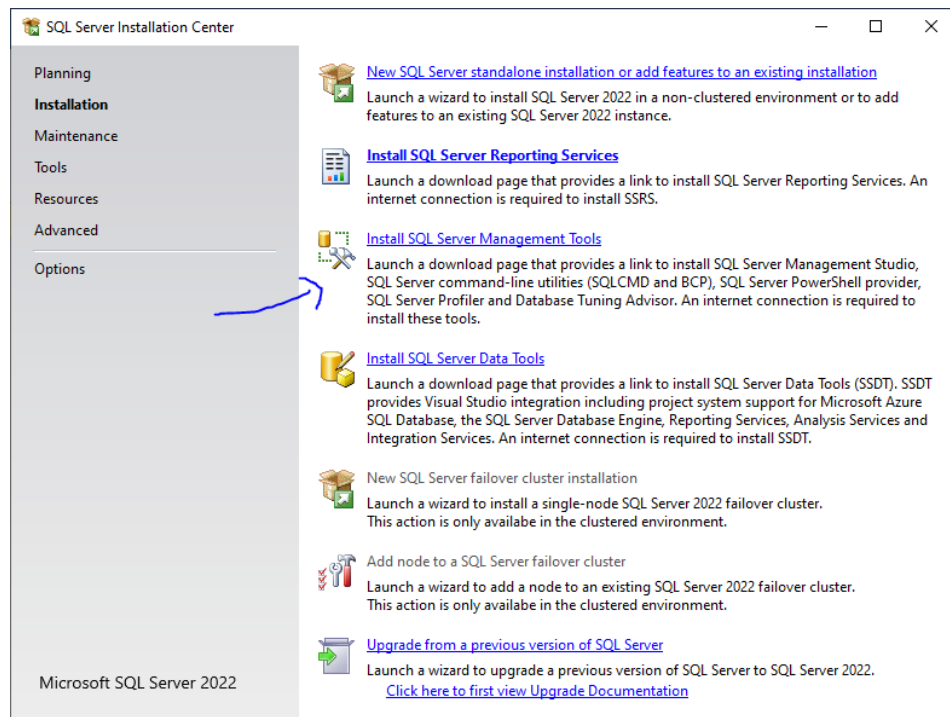 SQL Server Installation Center
Planning
Installation
Maintenance
Tools
Resources
Advanced
Options
Microsoft SQL Server 2022
New SQL Server standalone installation or add features to an existing installation
Launch a wizard to install SQL Server 2022 in a non-clustered environment or to add
features to an existing SQL Server 2022 instance.
Install SQL Server Reporting Services
Launch a download page that provides a link to install SQL Server Reporting Services. An
internet connection is required to install SSRS.
Install SQL Server Management Tools
Launch a download page that provides a link to install SQL Server Management Studio,
SQL Server command-line utilities (SQLCMD and BCP), SQL Server PowerShell provider,
SQL Server Profiler and Database Tuning Advisor. An internet connection is required to
install these tools.
Install SQL Server Data Tools
Launch a download page that provides a link to install SQL Server Data Tools (SSDT). SSDT
provides Visual Studio integration including project system support for Microsoft Azure
SQL Database, the SQL Server Database Engine, Reporting Services, Analysis Services and
Integration Services. An internet connection is required to install SSDT.
New SQL Server failover cluster installation
Launch a wizard to install a single-node SQL Server 2022 failover cluster.
This action is only availabe in the clustered environment.
Add node to a SQL Server failover cluster
Launch a wizard to add a node to an existing SQL Server 2022 failover cluster.
This action is only availabe in the clustered environment.
Upgrade from a previous version of SQL Server
Launch a wizard to upgrade a previous version of SQL Server to SQL Server 2022.
Click here to first view Upgrade Documentation